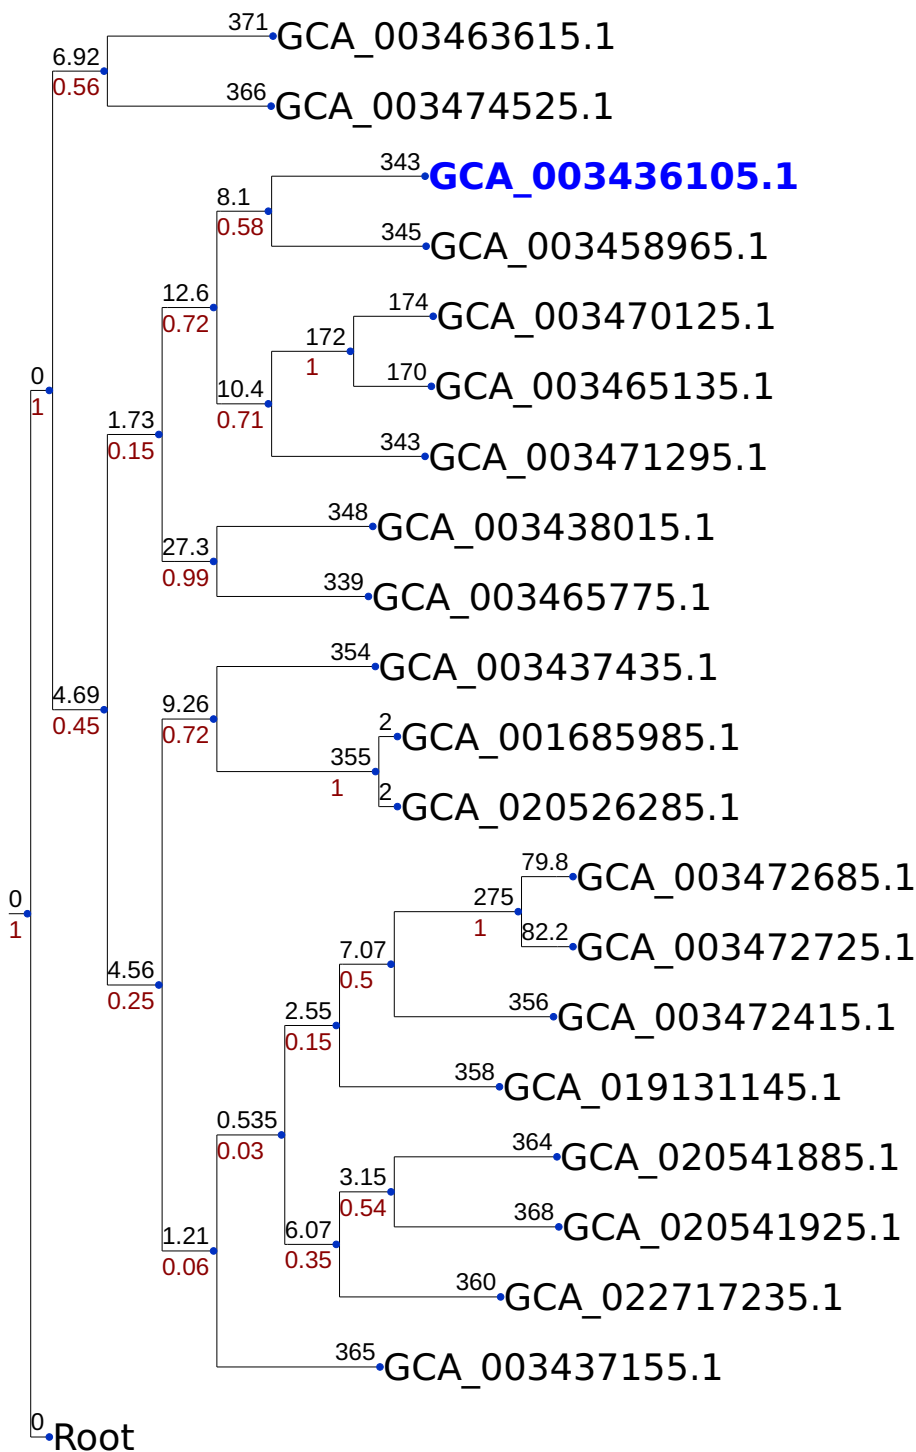 371
GCA_003463615.1
6.92
0.56
366
GCA_003474525.1
343
GCA_003436105.1
8.1
0.58
345
GCA_003458965.1
12.6
0.72
174
GCA_003470125.1
172
1
170
GCA_003465135.1
10.4
0.71
0
1
1.73
0.15
343
GCA_003471295.1
348
GCA_003438015.1
27.3
0.99
339
GCA_003465775.1
354
GCA_003437435.1
4.69
0.45
9.26
0.72
2
GCA_001685985.1
355
1
2
GCA_020526285.1
79.8
GCA_003472685.1
0
1
275
1
82.2
GCA_003472725.1
7.07
0.5
4.56
0.25
356
GCA_003472415.1
2.55
0.15
358
GCA_019131145.1
0.535
0.03
364
GCA_020541885.1
3.15
0.54
368
GCA_020541925.1
1.21
0.06
6.07
0.35
360
GCA_022717235.1
365
GCA_003437155.1
0
Root